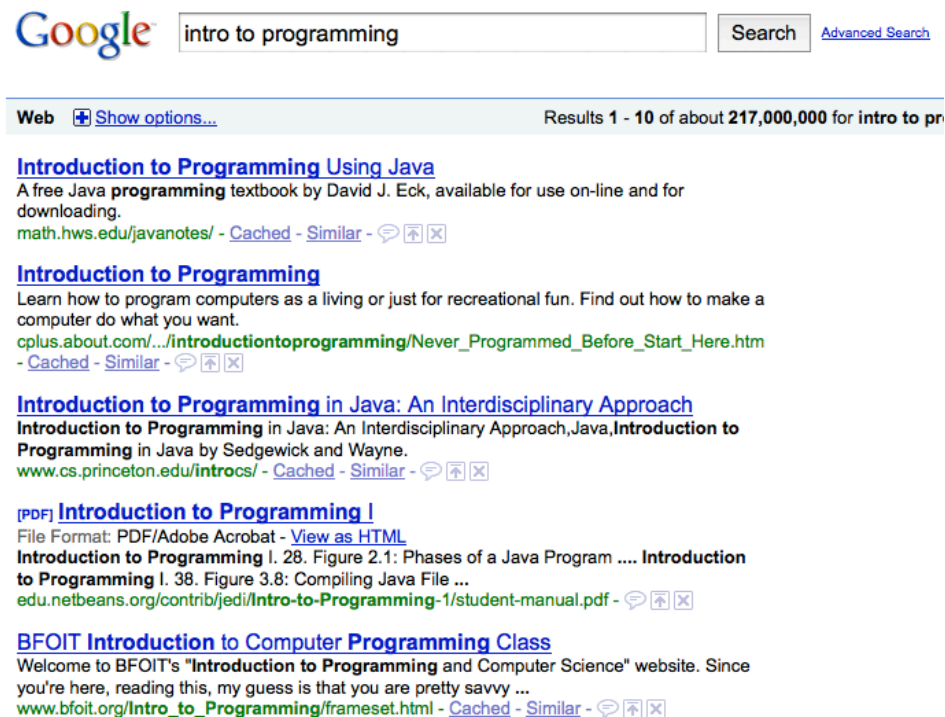 Google intro to programming Search Advanced Search
Web Show options... Results 1 - 10 of about 217,000,000 for intro to pr
Introduction to Programming Using Java
A free Java programming textbook by David J. Eck, available for use on-line and for
downloading.
math.hws.edu/javanotes/ - Cached - Similar -
Introduction to Programming
Learn how to program computers as a living or just for recreational fun. Find out how to make a
computer do what you want.
cplus.about.com/.../introductiontoprogramming/Never_Programmed_Before_Start_Here.htm
- Cached - Similar -
Introduction to Programming in Java: An Interdisciplinary Approach
Introduction to Programming in Java: An Interdisciplinary Approach,Java,Introduction to
Programming in Java by Sedgewick and Wayne.
www.cs.princeton.edu/introcs/ - Cached - Similar -
[PDF] Introduction to Programming I
File Format: PDF/Adobe Acrobat - View as HTML
Introduction to Programming I. 28. Figure 2.1: Phases of a Java Program .... Introduction
to Programming I. 38. Figure 3.8: Compiling Java File ...
edu.netbeans.org/contrib/jedi/Intro-to-Programming-1/student-manual.pdf -
BFOIT Introduction to Computer Programming Class
Welcome to BFOIT's "Introduction to Programming and Computer Science" website. Since
you're here, reading this, my guess is that you are pretty savvy ...
www.bfoit.org/Intro_to_Programming/frameset.html - Cached - Similar -